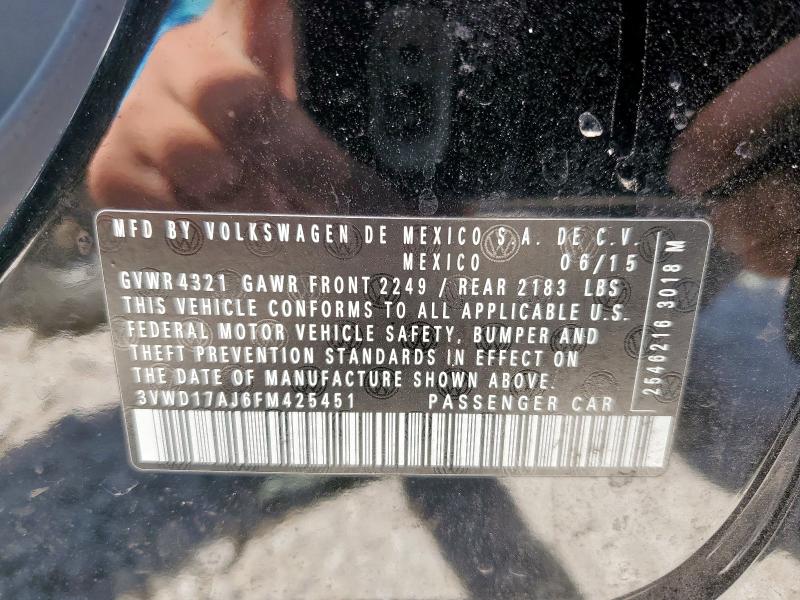 MFD BY VOLKSWAGEN DE MEXICO S.A. DE C.V.
MEXICO 06/15
GVWR 4321 GAWR FRONT 2249 / REAR 2183 LBS
THIS VEHICLE CONFORMS TO ALL APPLICABLE U.S.
FEDERAL MOTOR VEHICLE SAFETY, BUMPER AND
THEFT PREVENTION STANDARDS IN EFFECT ON
THE DATE OF MANUFACTURE SHOWN ABOVE.
3VWD17AJ6FM425451 PASSENGER CAR
2546216 3018 M